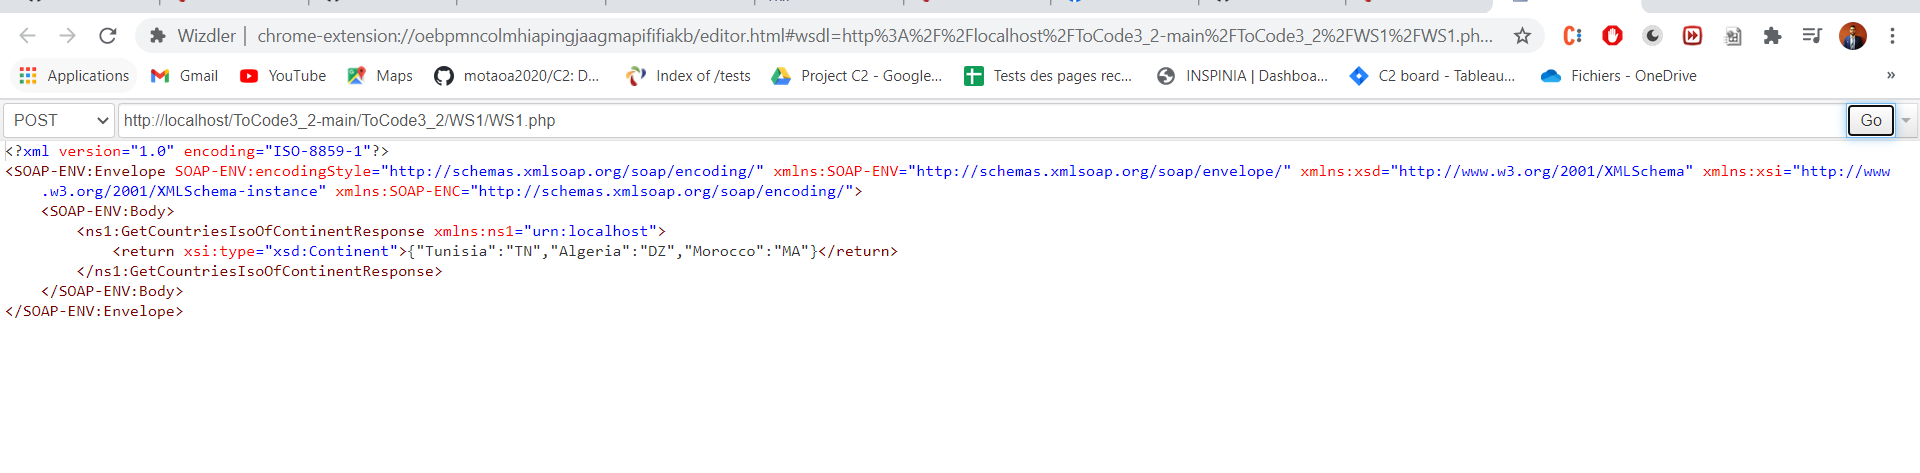 Wizdler | chrome-extension://oebpmncolmhiapingjaagmapififiakb/editor.html#wsdl=http%3A%2F%2Flocalhost%2FToCode3_2-main%2FToCode3_2%2FWS1%2FWS1.ph...
Applications Gmail YouTube Maps motaoa2020/C2: D... Index of /tests Project C2 - Google... Tests des pages rec... INSPINIA | Dashboa... C2 board - Tableau... Fichiers - OneDrive »
POST http://localhost/ToCode3_2-main/ToCode3_2/WS1/WS1.php Go
<?xml version="1.0" encoding="ISO-8859-1"?>
<SOAP-ENV:Envelope SOAP-ENV:encodingStyle="http://schemas.xmlsoap.org/soap/encoding/" xmlns:SOAP-ENV="http://schemas.xmlsoap.org/soap/envelope/" xmlns:xsd="http://www.w3.org/2001/XMLSchema" xmlns:xsi="http://www
.w3.org/2001/XMLSchema-instance" xmlns:SOAP-ENC="http://schemas.xmlsoap.org/soap/encoding/">
<SOAP-ENV:Body>
<ns1:GetCountriesIsoOfContinentResponse xmlns:ns1="urn:localhost">
<return xsi:type="xsd:Continent">{"Tunisia":"TN","Algeria":"DZ","Morocco":"MA"}</return>
</ns1:GetCountriesIsoOfContinentResponse>
</SOAP-ENV:Body>
</SOAP-ENV:Envelope>